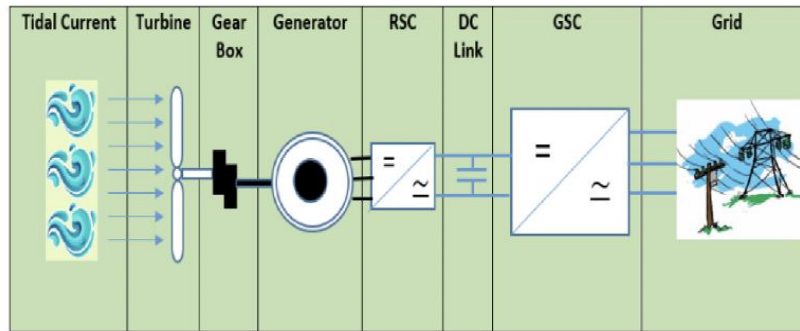 Tidal Current
Turbine
Gear
Box
Generator
RSC
DC
Link
GSC
Grid
=
~
=
~